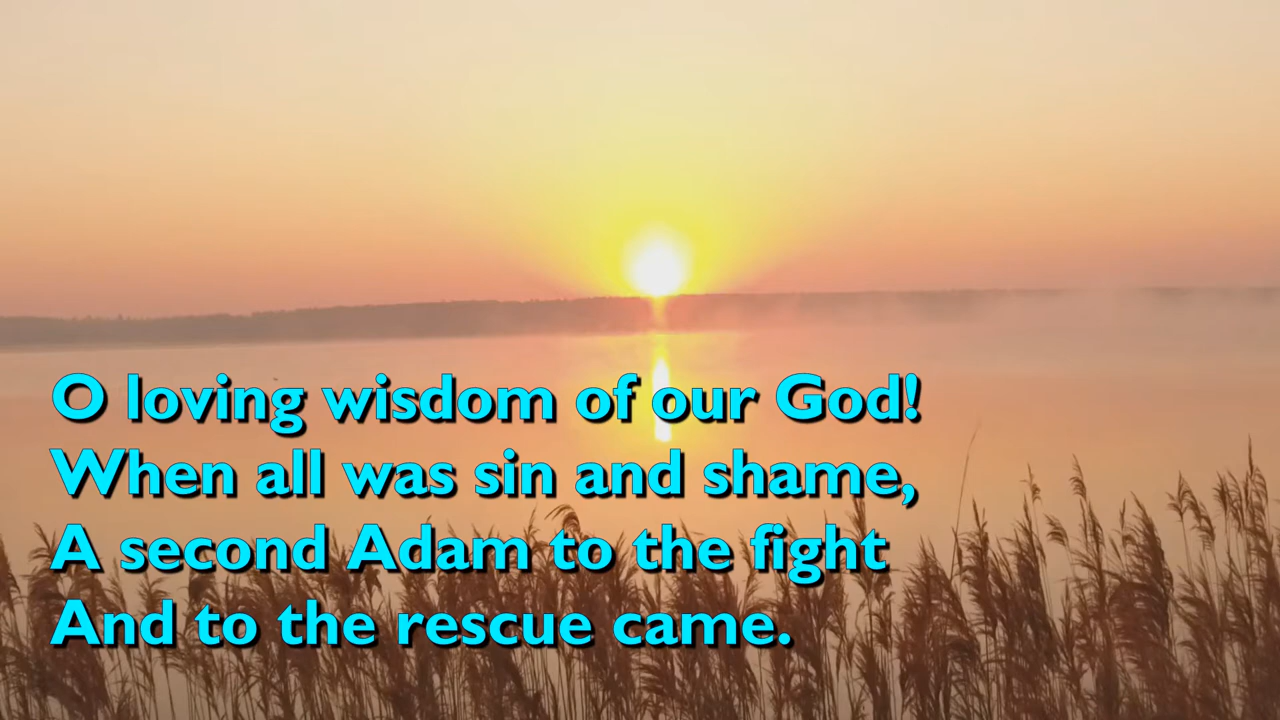 O loving wisdom of our God!
When all was sin and shame,
A second Adam to the fight
And to the rescue came.